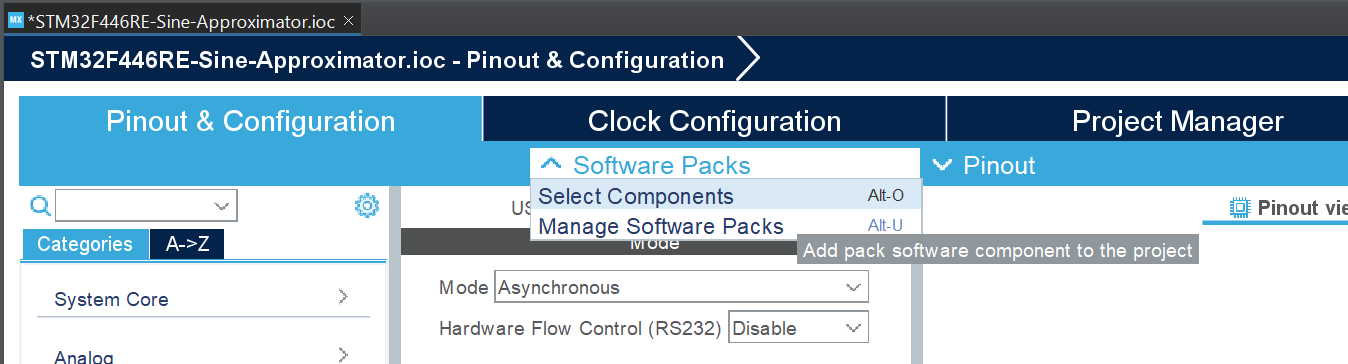 MX *STM32F446RE-Sine-Approximator.ioc ×
STM32F446RE-Sine-Approximator.ioc - Pinout & Configuration
Pinout & Configuration Clock Configuration Project Manager
Software Packs Pinout
Select Components Alt-O
US Pinout vie
Manage Software Packs Alt-U
Categories A->Z Mode
Add pack software component to the project
Mode Asynchronous
System Core
Hardware Flow Control (RS232) Disable
Analog